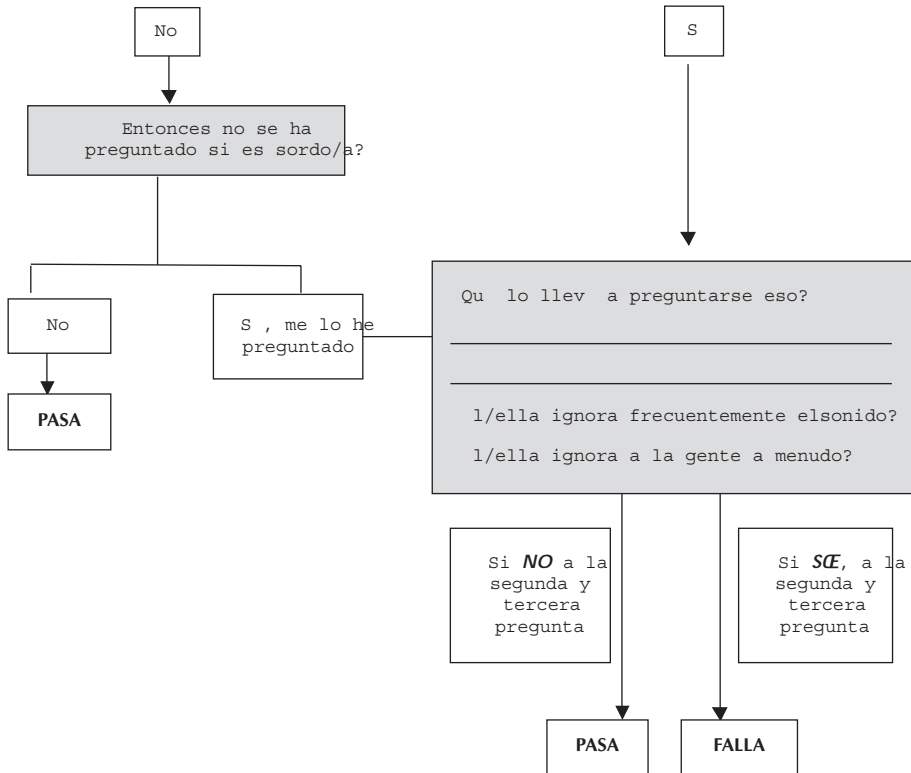 No
S
Entonces no se ha
preguntado si es sordo/a?
No
S , me lo he
preguntado
PASA
Qu lo llev a preguntarse eso?
l/ella ignora frecuentemente elsonido?
l/ella ignora a la gente a menudo?
Si NO a la
segunda y
tercera
pregunta
Si SŒ, a la
segunda y
tercera
pregunta
PASA
FALLA